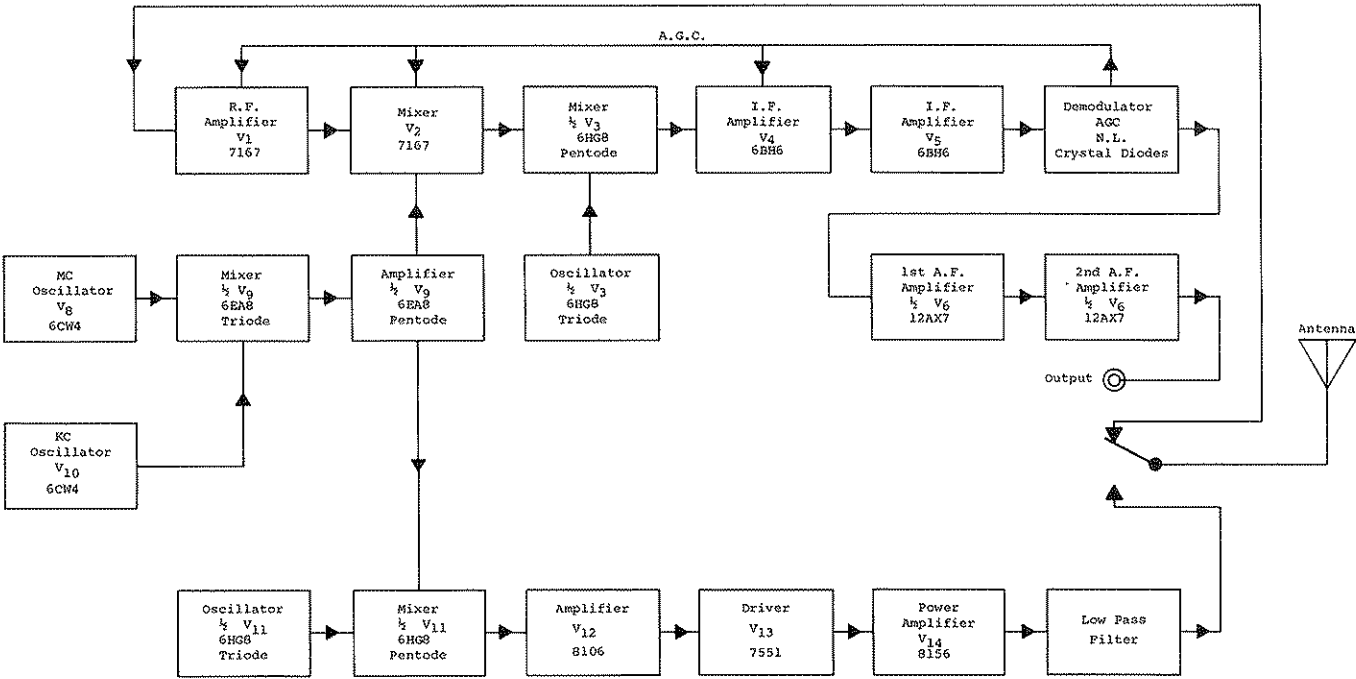 A.G.C.
R.F.
Amplifier
V1
7167
Mixer
V2
7167
Mixer
½ V3
6HG8
Pentode
I.F.
Amplifier
V4
6BH6
I.F.
Amplifier
V5
6BH6
Demodulator
AGC
N.L.
Crystal Diodes
MC
Oscillator
V8
6CW4
Mixer
½ V9
6EA8
Triode
Amplifier
½ V9
6EA8
Pentode
Oscillator
½ V3
6HG8
Triode
1st A.F.
Amplifier
½ V6
12AX7
2nd A.F.
Amplifier
½ V6
12AX7
Antenna
Output
KC
Oscillator
V10
6CW4
Oscillator
½ V11
6HG8
Triode
Mixer
½ V11
6HG8
Pentode
Amplifier
V12
8106
Driver
V13
7551
Power
Amplifier
V14
8156
Low Pass
Filter